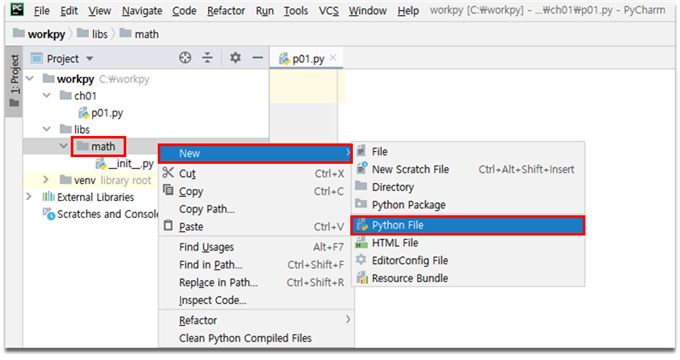 PC File Edit View Navigate Code Refactor Run Tools VCS Window Help workpy [C:₩workpy] - ...₩ch01₩p01.py - PyCharm
workpy libs math
1: Project
Project
p01.py
workpy C:₩workpy
ch01
p01.py
libs
math
__init__.py
venv library root
External Libraries
Scratches and Console
New
Cut Ctrl+X
Copy Ctrl+C
Copy Path...
Paste Ctrl+V
Find Usages Alt+F7
Find in Path... Ctrl+Shift+F
Replace in Path... Ctrl+Shift+R
Inspect Code...
Refactor
Clean Python Compiled Files
File
New Scratch File Ctrl+Alt+Shift+Insert
Directory
Python Package
Python File
HTML File
EditorConfig File
Resource Bundle